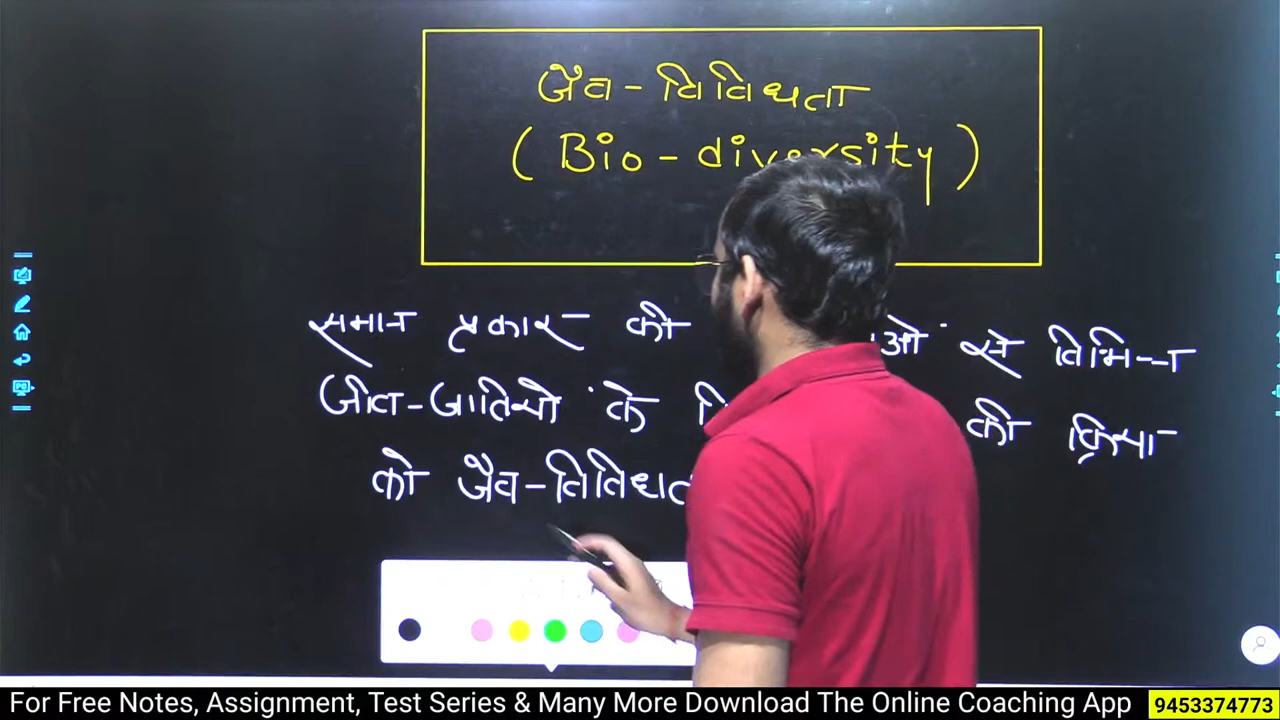 जैव - विविधता
( Bio - diversity )
समान प्रकार की से विभिन्न
जीव-जातियों के की क्रिया
को जैव-विविधता
For Free Notes, Assignment, Test Series & Many More Download The Online Coaching App 9453374773